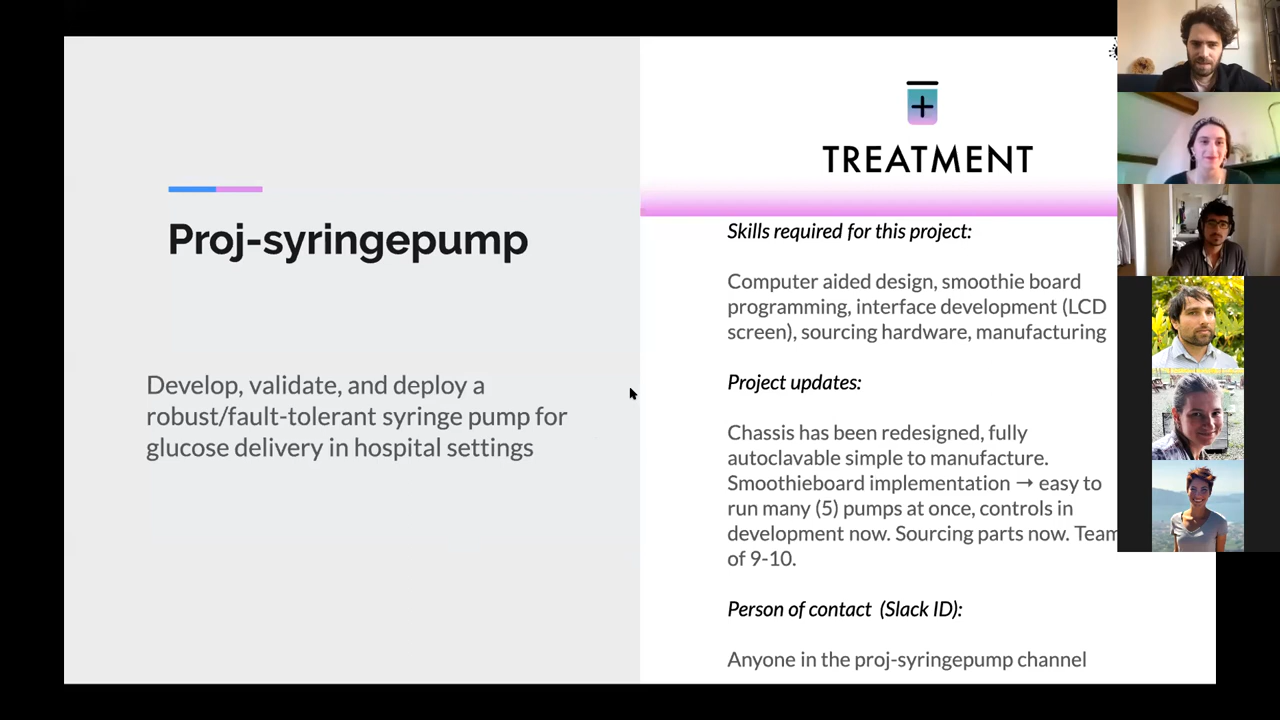 Proj-syringepump
Develop, validate, and deploy a
robust/fault-tolerant syringe pump for
glucose delivery in hospital settings
TREATMENT
Skills required for this project:
Computer aided design, smoothie board
programming, interface development (LCD
screen), sourcing hardware, manufacturing
Project updates:
Chassis has been redesigned, fully
autoclavable simple to manufacture.
Smoothieboard implementation → easy to
run many (5) pumps at once, controls in
development now. Sourcing parts now. Team
of 9-10.
Person of contact (Slack ID):
Anyone in the proj-syringepump channel